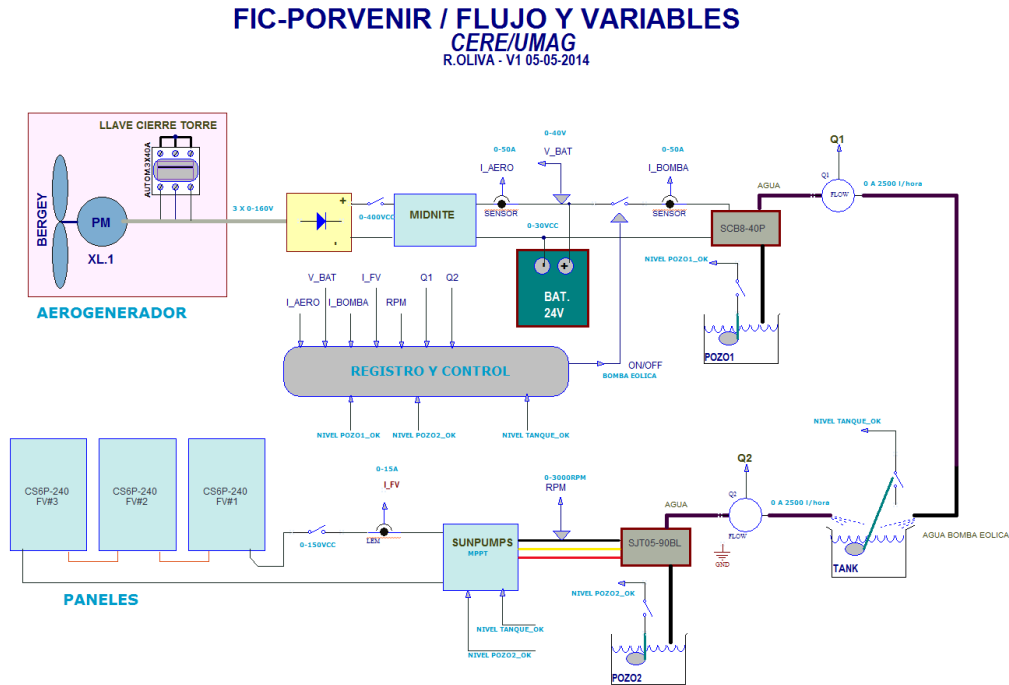 FIC-PORVENIR / FLUJO Y VARIABLES
CERE/UMAG
R.OLIVA - V1 05-05-2014
LLAVE CIERRE TORRE
AUTOM.3X40A
BERGEY
PM
XL.1
AEROGENERADOR
3 X 0-160V
+
-
0-400VCC
MIDNITE
0-50A
I_AERO
SENSOR
0-40V
V_BAT
0-30VCC
BAT.
24V
0-50A
I_BOMBA
SENSOR
AGUA
SCB8-40P
Q1
Q1
FLOW
0 A 2500 l/hora
NIVEL POZO1_OK
POZO1
V_BAT
I_FV
Q1
Q2
I_AERO
I_BOMBA
RPM
REGISTRO Y CONTROL
ON/OFF
BOMBA EOLICA
NIVEL POZO1_OK
NIVEL POZO2_OK
NIVEL TANQUE_OK
NIVEL TANQUE_OK
CS6P-240
FV#3
CS6P-240
FV#2
CS6P-240
FV#1
PANELES
0-150VCC
0-15A
I_FV
LEM
SUNPUMPS
MPPT
0-3000RPM
RPM
SJT05-90BL
AGUA
Q2
Q2
FLOW
0 A 2500 l/hora
GND
AGUA BOMBA EOLICA
TANK
NIVEL POZO2_OK
NIVEL TANQUE_OK
NIVEL POZO2_OK
POZO2